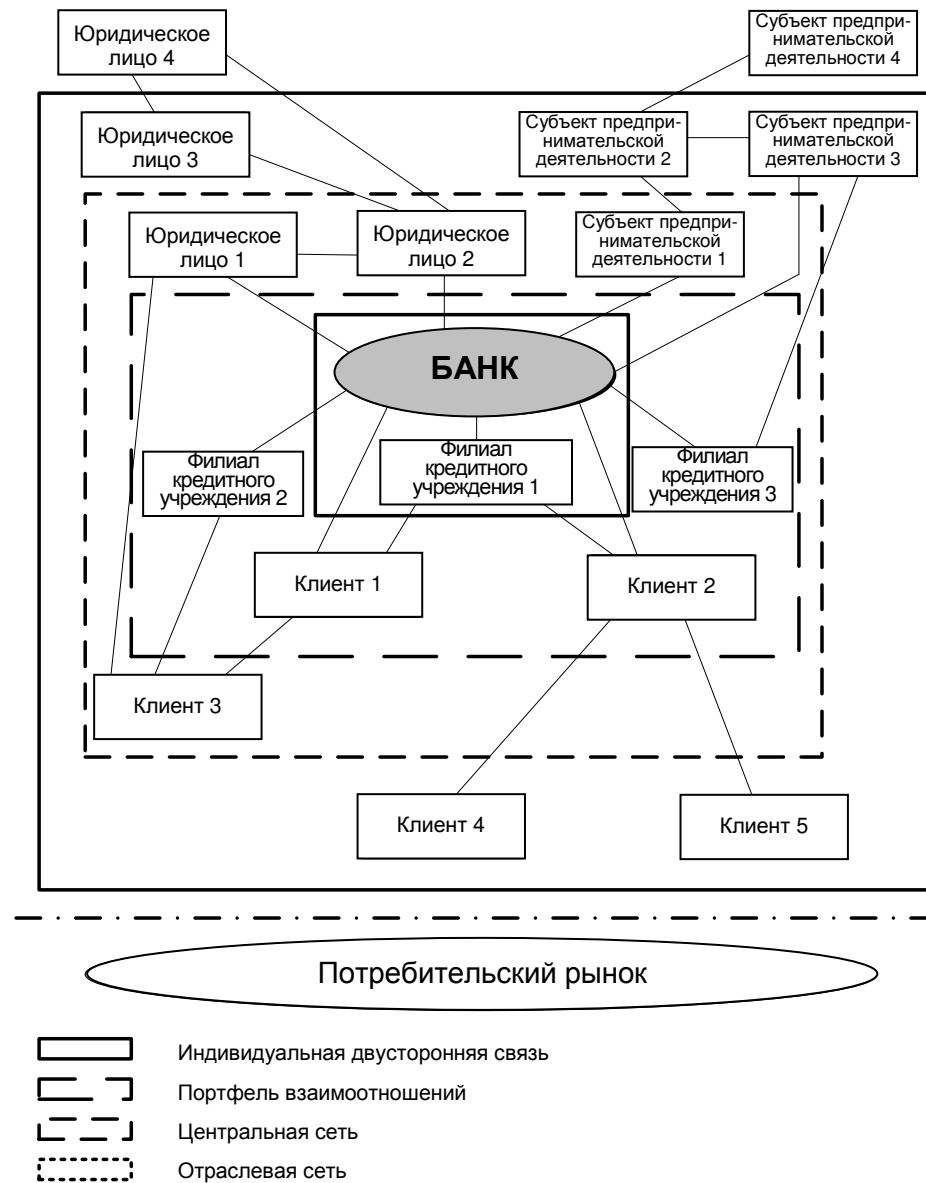 Юридическое
лицо 4
Субъект предпри-
нимательской
деятельности 4
Юридическое
лицо 3
Субъект предпри-
нимательской
деятельности 2
Субъект предпри-
нимательской
деятельности 3
Юридическое
лицо 1
Юридическое
лицо 2
Субъект предпри-
нимательской
деятельности 1
БАНК
Филиал
кредитного
учреждения 2
Филиал
кредитного
учреждения 1
Филиал
кредитного
учреждения 3
Клиент 1
Клиент 2
Клиент 3
Клиент 4
Клиент 5
Потребительский рынок
Индивидуальная двусторонняя связь
Портфель взаимоотношений
Центральная сеть
Отраслевая сеть